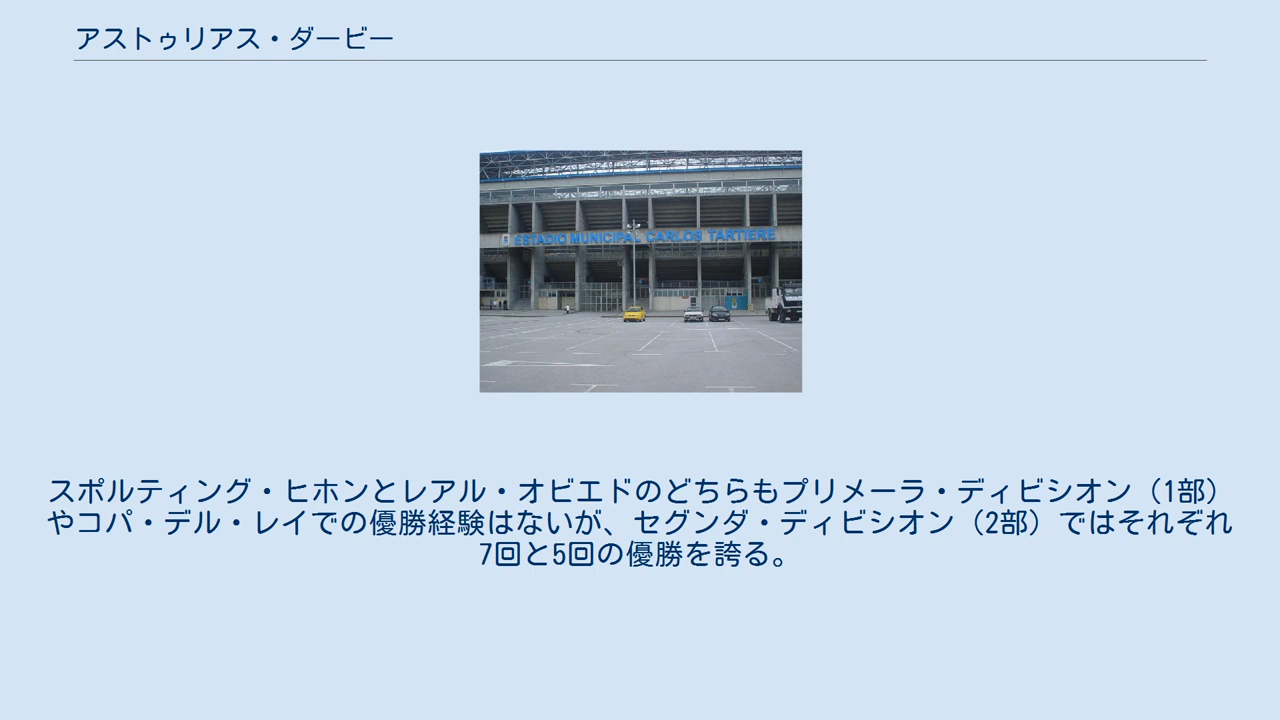 アストゥリアス・ダービー
ESTADIO MUNICIPAL CARLOS TARTIERE
スポルティング・ヒホンとレアル・オビエドのどちらもプリメーラ・ディビシオン（1部）
やコパ・デル・レイでの優勝経験はないが、セグンダ・ディビシオン（2部）ではそれぞれ
7回と5回の優勝を誇る。